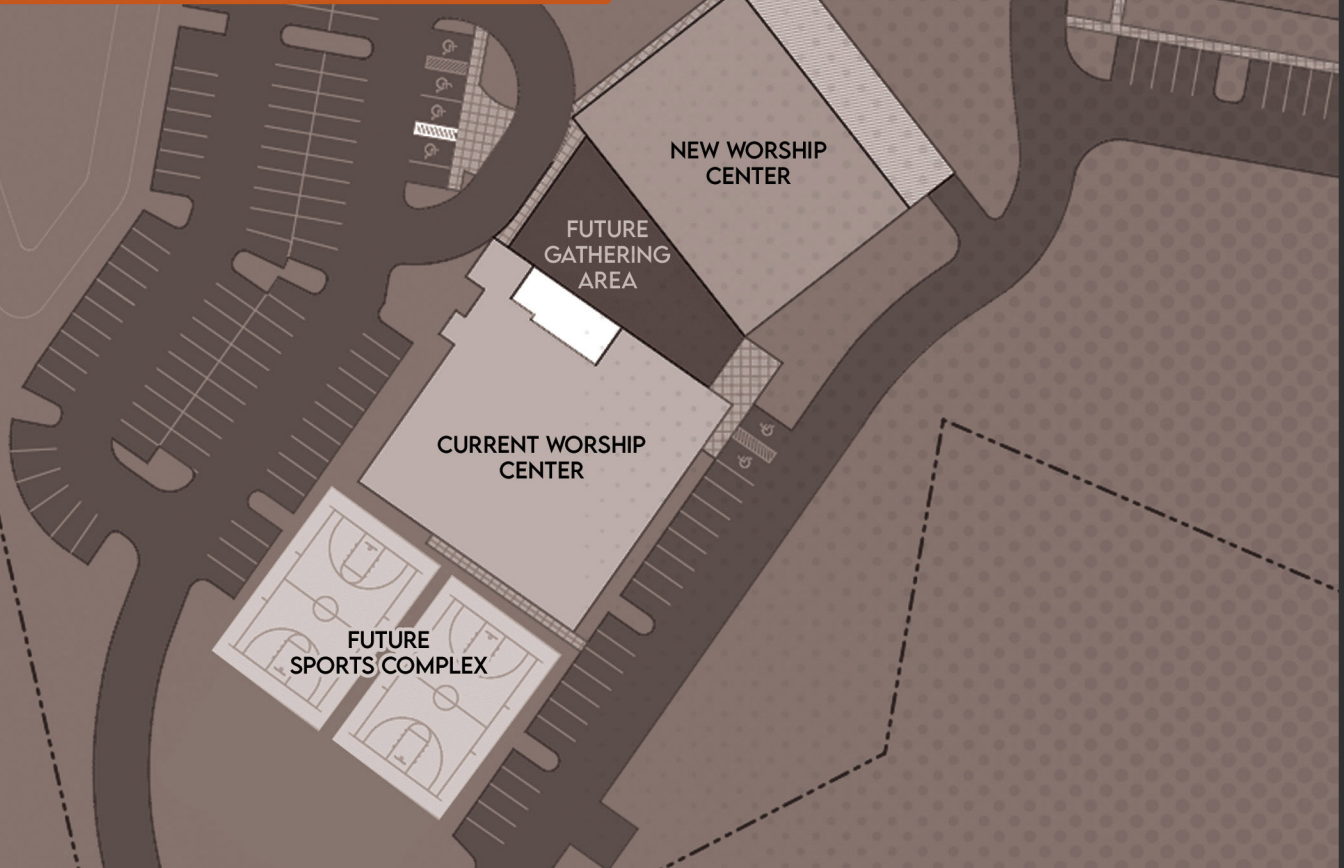 NEW WORSHIP
CENTER
FUTURE
GATHERING
AREA
CURRENT WORSHIP
CENTER
FUTURE
SPORTS COMPLEX